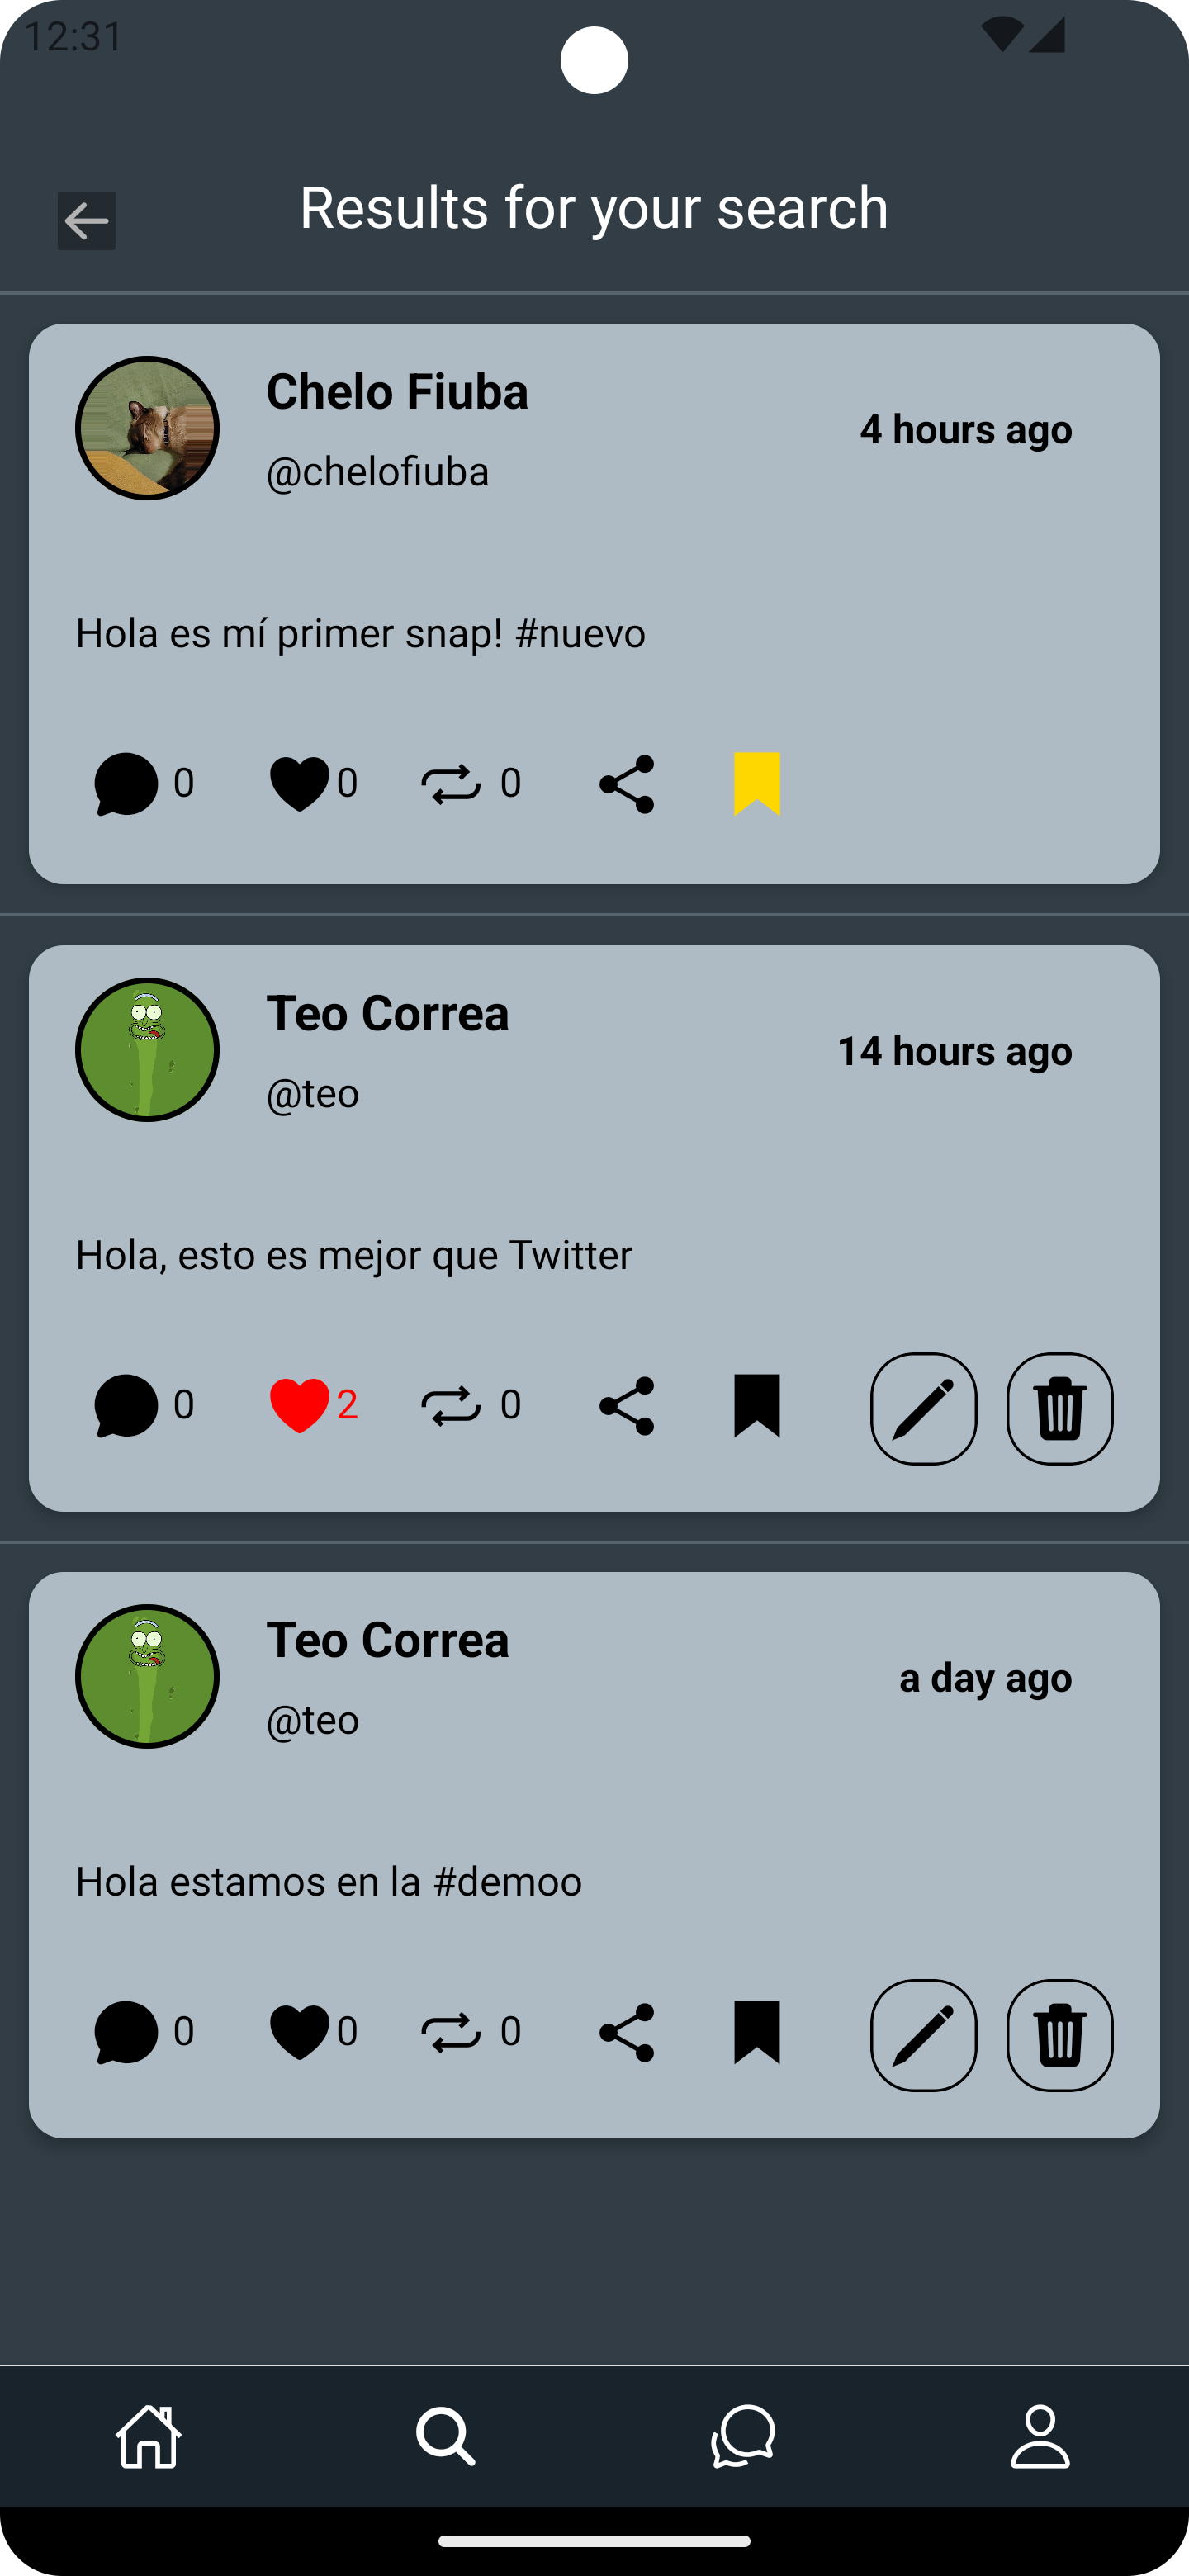 12:31
Results for your search
Chelo Fiuba
4 hours ago
@chelofiuba
Hola es mí primer snap! #nuevo
0 0 0
Teo Correa
14 hours ago
@teo
Hola, esto es mejor que Twitter
0 2 0
Teo Correa
a day ago
@teo
Hola estamos en la #demoo
0 0 0